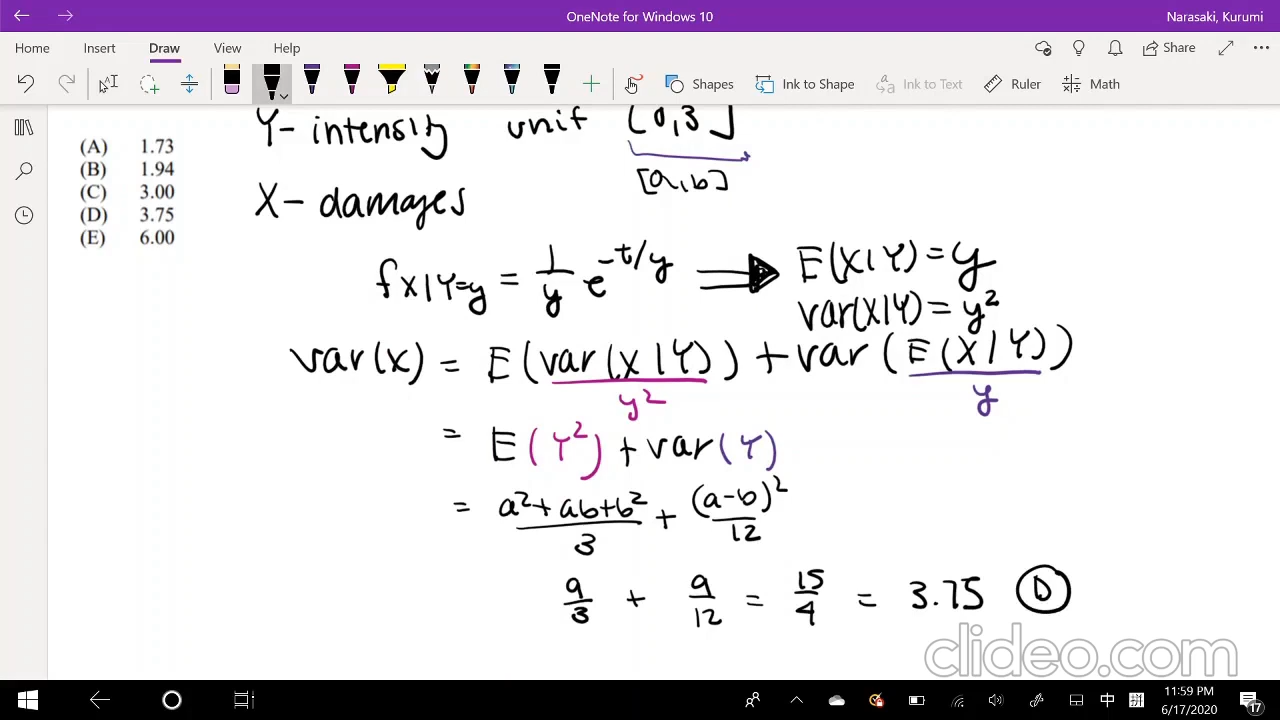 OneNote for Windows 10
Narasaki, Kurumi
Home Insert Draw View Help
Share
Shapes Ink to Shape Ink to Text Ruler Math
Y- intensity unif [0,3]
[a,b]
(A) 1.73
(B) 1.94
(C) 3.00
(D) 3.75
(E) 6.00
X- damages
fX|Y=y = 1/y e^-t/y ⟹ E(X|Y) = y
var(X|Y) = y²
var(x) = E(var(X|Y)) + var(E(X|Y))
y² y
= E(Y²) + var(Y)
= a²+ab+b²/3 + (a-b)²/12
9/3 + 9/12 = 15/4 = 3.75 D
clideo.com
中
11:59 PM
6/17/2020
17